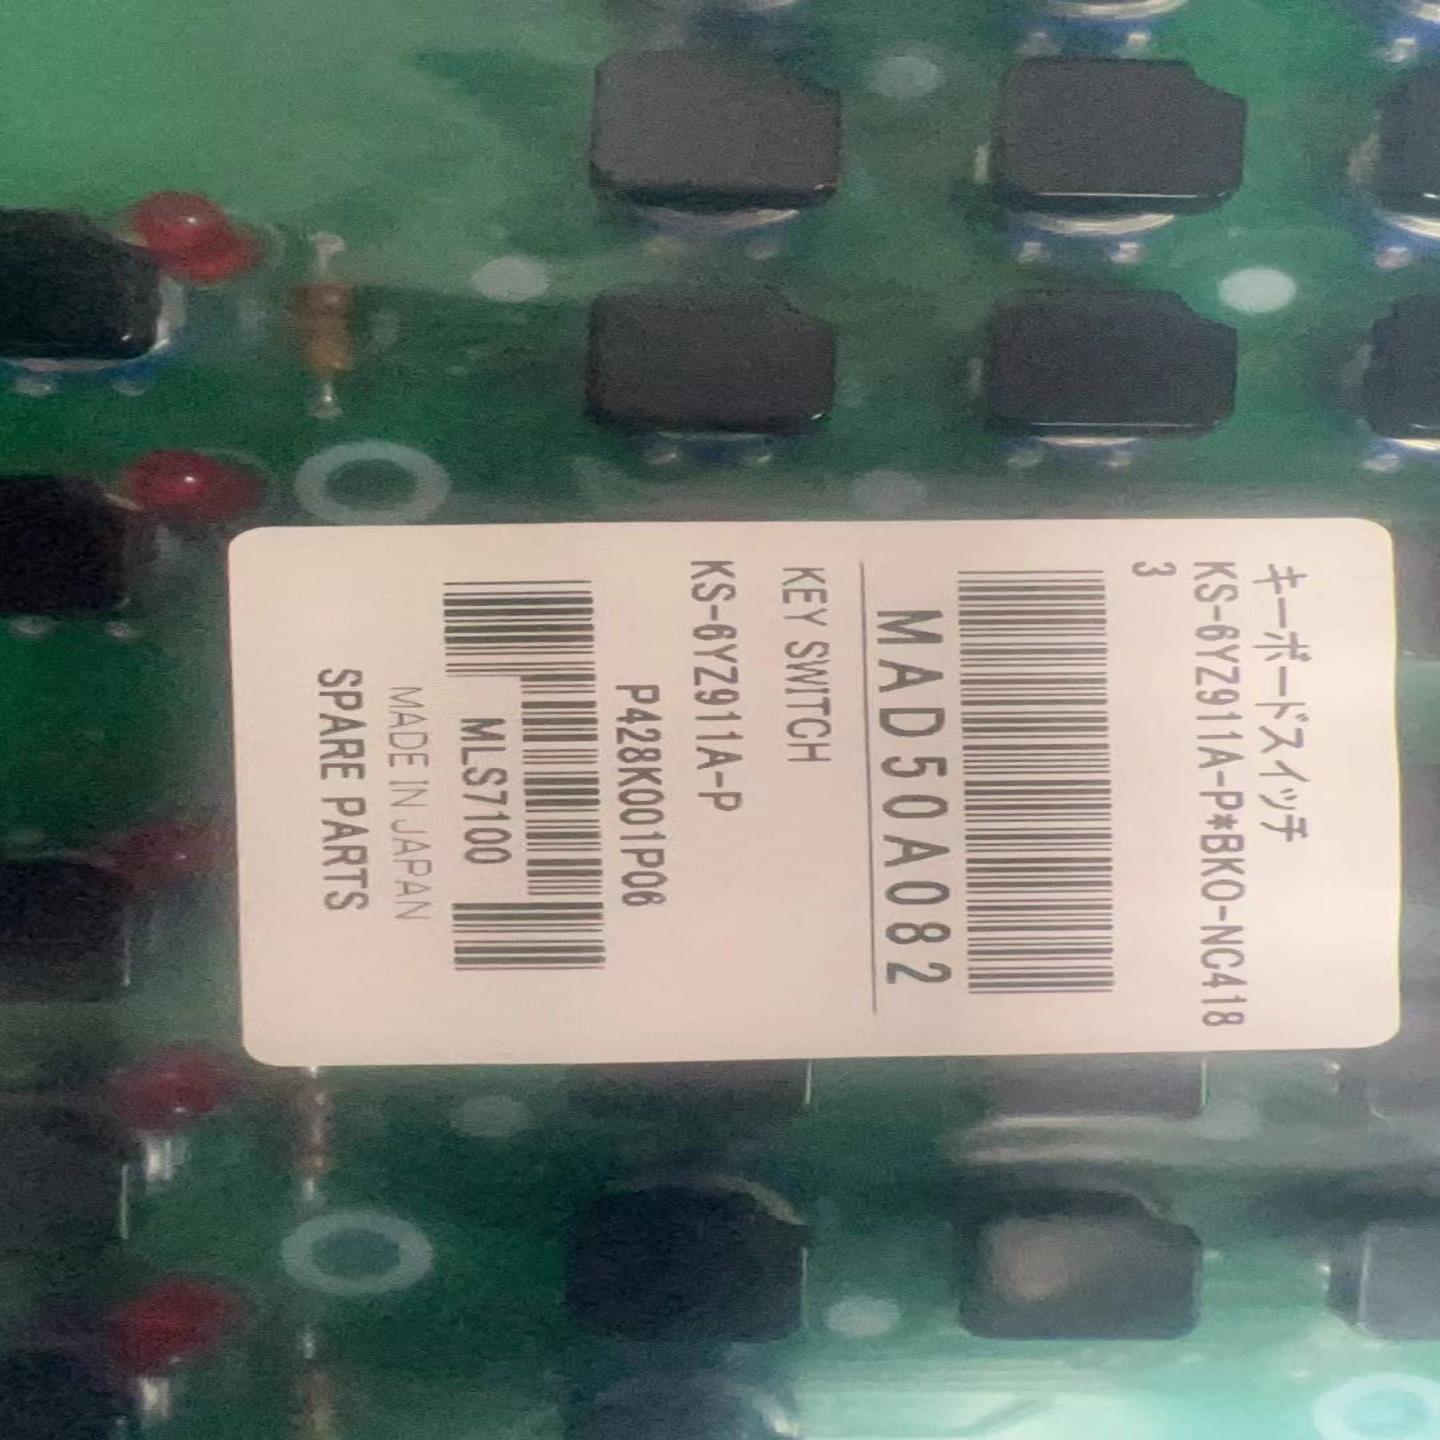 キーボードスイッチ
KS-6YZ911A-P*BKO-NC418
3
MAD50A082
KEY SWITCH
KS-6YZ911A-P
P428K001P06
MLS7100
MADE IN JAPAN
SPARE PARTS